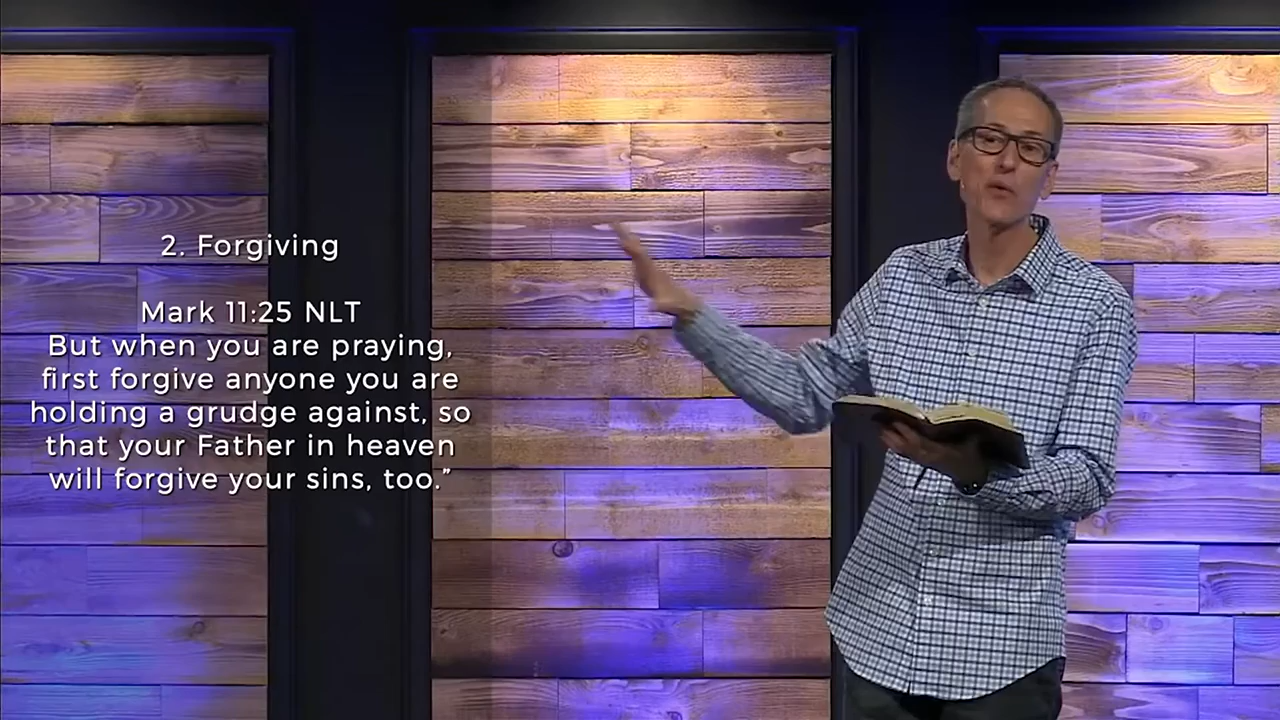 2. Forgiving
Mark 11:25 NLT
But when you are praying,
first forgive anyone you are
holding a grudge against, so
that your Father in heaven
will forgive your sins, too.”